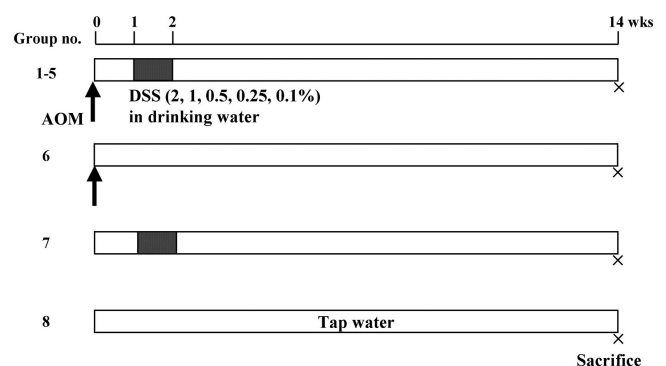 0 1 2 14 wks
Group no.
1-5
DSS (2, 1, 0.5, 0.25, 0.1%)
AOM
in drinking water
6
7
8 Tap water
Sacrifice